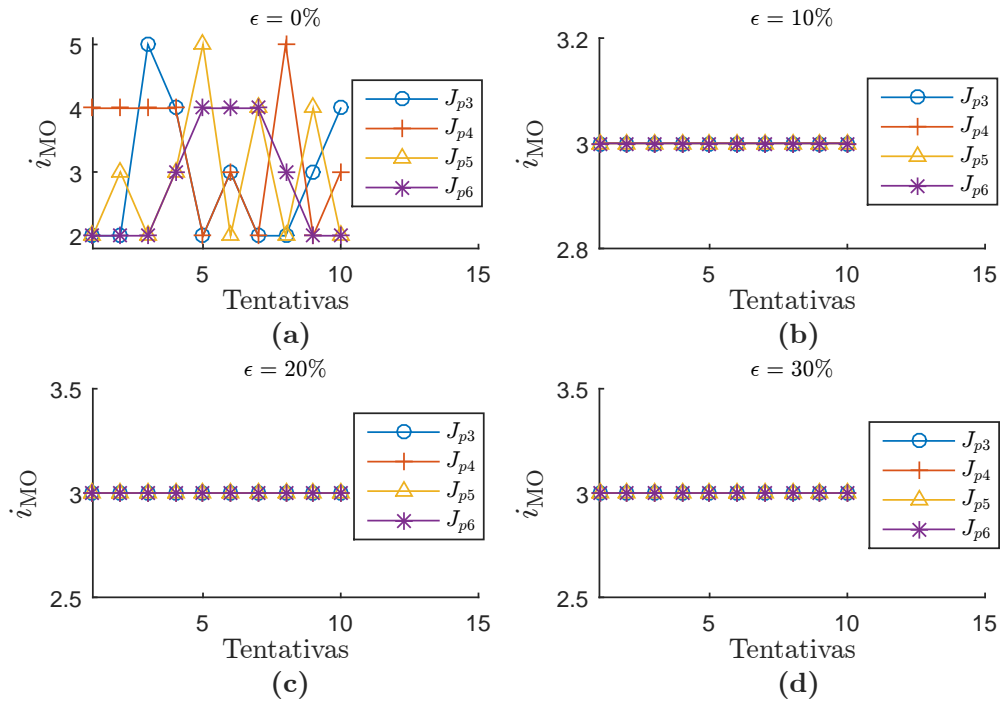 ϵ = 0%
5
4
3
2
i_MO
5 10 15
Tentativas
J_p3
J_p4
J_p5
J_p6
(a)
ϵ = 10%
3.2
3
2.8
i_MO
5 10 15
Tentativas
J_p3
J_p4
J_p5
J_p6
(b)
ϵ = 20%
3.5
3
2.5
i_MO
5 10 15
Tentativas
J_p3
J_p4
J_p5
J_p6
(c)
ϵ = 30%
3.5
3
2.5
i_MO
5 10 15
Tentativas
J_p3
J_p4
J_p5
J_p6
(d)